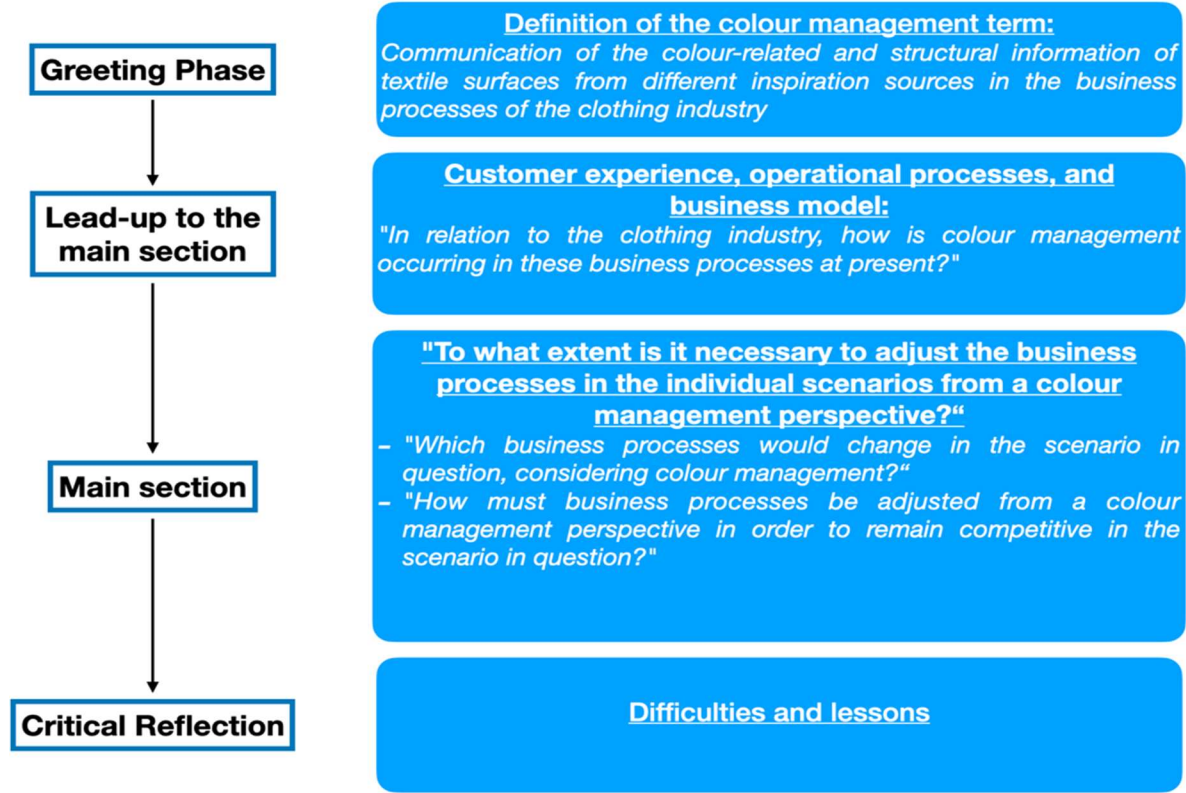 Greeting Phase
Definition of the colour management term:
Communication of the colour-related and structural information of
textile surfaces from different inspiration sources in the business
processes of the clothing industry
Lead-up to the
main section
Customer experience, operational processes, and
business model:
"In relation to the clothing industry, how is colour management
occurring in these business processes at present?"
Main section
"To what extent is it necessary to adjust the business
processes in the individual scenarios from a colour
management perspective?“
– "Which business processes would change in the scenario in
question, considering colour management?“
– "How must business processes be adjusted from a colour
management perspective in order to remain competitive in the
scenario in question?"
Critical Reflection
Difficulties and lessons